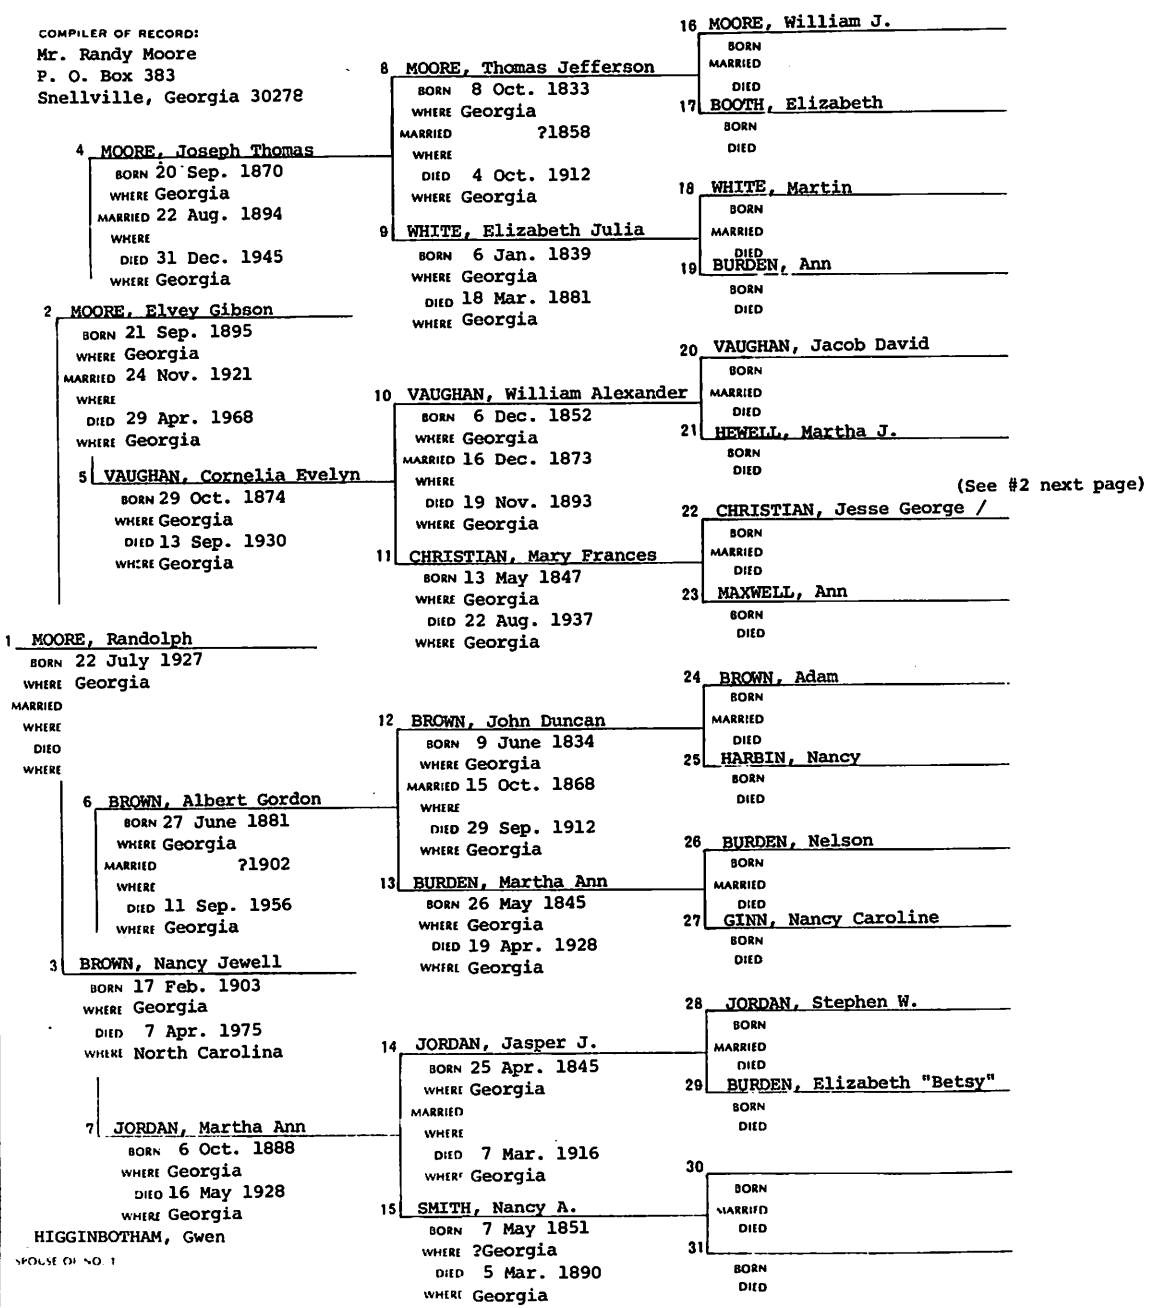 COMPILER OF RECORD:
Mr. Randy Moore
P. O. Box 383
Snellville, Georgia 30278
1 MOORE, Randolph
BORN 22 July 1927
WHERE Georgia
MARRIED
WHERE
DIED
WHERE
2 MOORE, Elvey Gibson
BORN 21 Sep. 1895
WHERE Georgia
MARRIED 24 Nov. 1921
WHERE
DIED 29 Apr. 1968
WHERE Georgia
3 BROWN, Nancy Jewell
BORN 17 Feb. 1903
WHERE Georgia
DIED 7 Apr. 1975
WHERE North Carolina
4 MOORE, Joseph Thomas
BORN 20 Sep. 1870
WHERE Georgia
MARRIED 22 Aug. 1894
WHERE
DIED 31 Dec. 1945
WHERE Georgia
5 VAUGHAN, Cornelia Evelyn
BORN 29 Oct. 1874
WHERE Georgia
DIED 13 Sep. 1930
WHERE Georgia
6 BROWN, Albert Gordon
BORN 27 June 1881
WHERE Georgia
MARRIED ?1902
WHERE
DIED 11 Sep. 1956
WHERE Georgia
7 JORDAN, Martha Ann
BORN 6 Oct. 1888
WHERE Georgia
DIED 16 May 1928
WHERE Georgia
HIGGINBOTHAM, Gwen
SPOUSE OF NO. 1
8 MOORE, Thomas Jefferson
BORN 8 Oct. 1833
WHERE Georgia
MARRIED ?1858
WHERE
DIED 4 Oct. 1912
WHERE Georgia
9 WHITE, Elizabeth Julia
BORN 6 Jan. 1839
WHERE Georgia
DIED 18 Mar. 1881
WHERE Georgia
10 VAUGHAN, William Alexander
BORN 6 Dec. 1852
WHERE Georgia
MARRIED 16 Dec. 1873
WHERE
DIED 19 Nov. 1893
WHERE Georgia
11 CHRISTIAN, Mary Frances
BORN 13 May 1847
WHERE Georgia
DIED 22 Aug. 1937
WHERE Georgia
12 BROWN, John Duncan
BORN 9 June 1834
WHERE Georgia
MARRIED 15 Oct. 1868
WHERE
DIED 29 Sep. 1912
WHERE Georgia
13 BURDEN, Martha Ann
BORN 26 May 1845
WHERE Georgia
DIED 19 Apr. 1928
WHERE Georgia
14 JORDAN, Jasper J.
BORN 25 Apr. 1845
WHERE Georgia
MARRIED
WHERE
DIED 7 Mar. 1916
WHERE Georgia
15 SMITH, Nancy A.
BORN 7 May 1851
WHERE ?Georgia
DIED 5 Mar. 1890
WHERE Georgia
16 MOORE, William J.
BORN
MARRIED
DIED
17 BOOTH, Elizabeth
BORN
DIED
18 WHITE, Martin
BORN
MARRIED
DIED
19 BURDEN, Ann
BORN
DIED
20 VAUGHAN, Jacob David
BORN
MARRIED
DIED
21 HEWELL, Martha J.
BORN
DIED
(See #2 next page)
22 CHRISTIAN, Jesse George /
BORN
MARRIED
DIED
23 MAXWELL, Ann
BORN
DIED
24 BROWN, Adam
BORN
MARRIED
DIED
25 HARBIN, Nancy
BORN
DIED
26 BURDEN, Nelson
BORN
MARRIED
DIED
27 GINN, Nancy Caroline
BORN
DIED
28 JORDAN, Stephen W.
BORN
MARRIED
DIED
29 BURDEN, Elizabeth "Betsy"
BORN
DIED
30
BORN
MARRIED
DIED
31
BORN
DIED